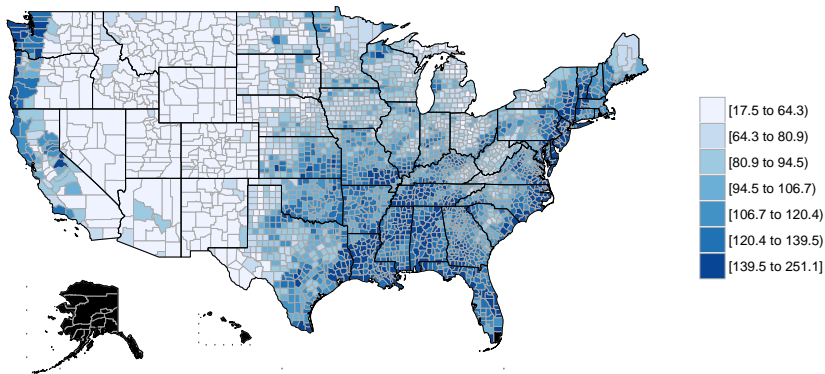 [17.5 to 64.3)
[64.3 to 80.9)
[80.9 to 94.5)
[94.5 to 106.7)
[106.7 to 120.4)
[120.4 to 139.5)
[139.5 to 251.1]